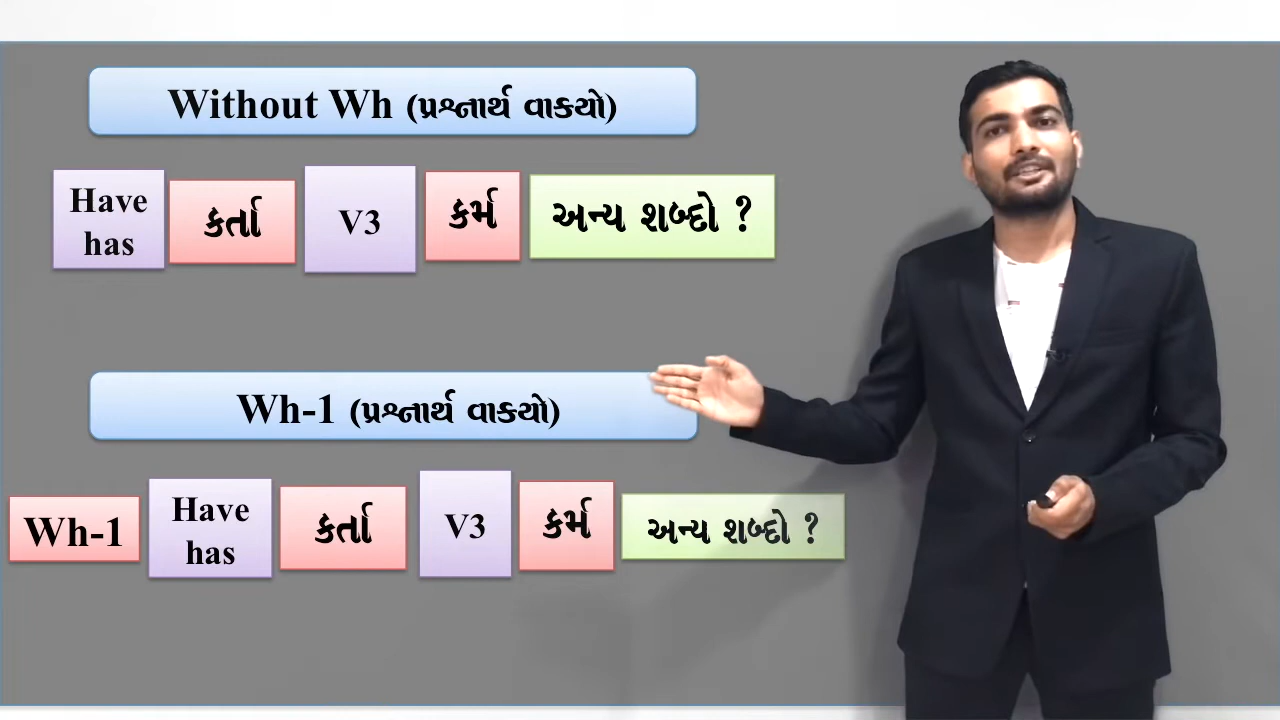 Without Wh (પ્રશ્નાર્થ વાક્યો)
Have has કર્તા V3 કર્મ અન્ય શબ્દો ?
Wh-1 (પ્રશ્નાર્થ વાક્યો)
Wh-1 Have has કર્તા V3 કર્મ અન્ય શબ્દો ?